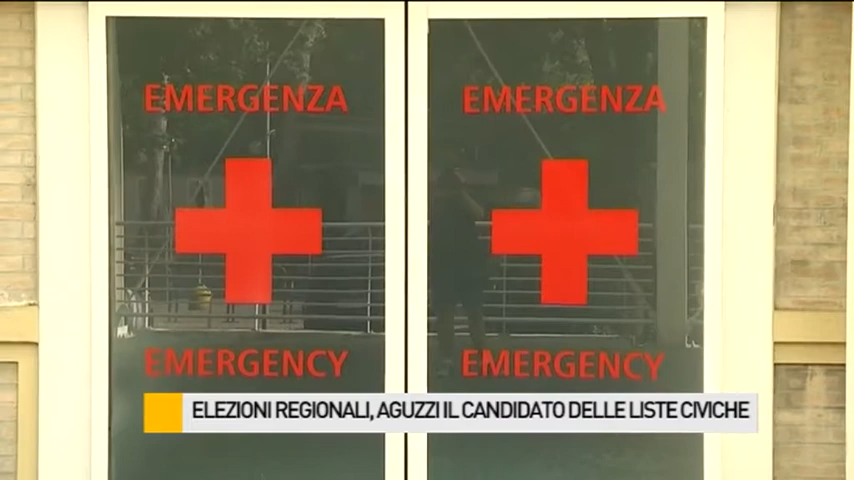 EMERGENZA EMERGENZA
EMERGENCY EMERGENCY
ELEZIONI REGIONALI, AGUZZI IL CANDIDATO DELLE LISTE CIVICHE